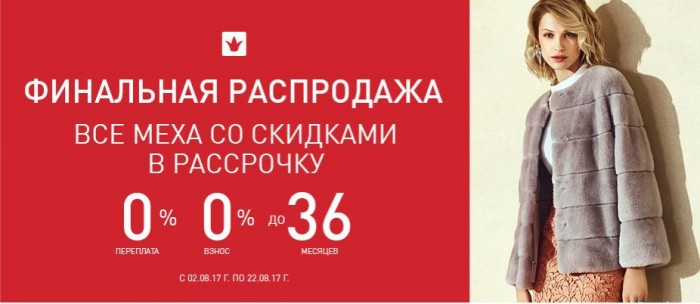 ФИНАЛЬНАЯ РАСПРОДАЖА
ВСЕ МЕХА СО СКИДКАМИ
В РАССРОЧКУ
0% 0% до 36
ПЕРЕПЛАТА ВЗНОС МЕСЯЦЕВ
С 02.08.17 Г. ПО 22.08.17 Г.